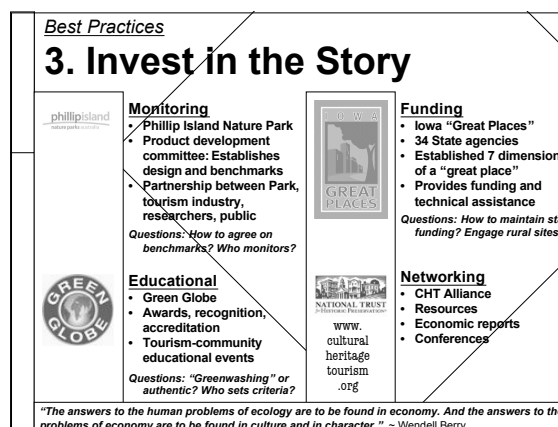 Best Practices
3. Invest in the Story
phillipisland
nature parks australia
Monitoring
• Phillip Island Nature Park
• Product development
committee: Establishes
design and benchmarks
• Partnership between Park,
tourism industry,
researchers, public
Questions: How to agree on
benchmarks? Who monitors?
GREEN
GLOBE
Educational
• Green Globe
• Awards, recognition,
accreditation
• Tourism-community
educational events
Questions: “Greenwashing” or
authentic? Who sets criteria?
IOWA
GREAT
PLACES
Funding
• Iowa “Great Places”
• 34 State agencies
• Established 7 dimension
of a “great place”
• Provides funding and
technical assistance
Questions: How to maintain st
funding? Engage rural sites
NATIONAL TRUST
for HISTORIC PRESERVATION
www.
cultural
heritage
tourism
.org
Networking
• CHT Alliance
• Resources
• Economic reports
• Conferences
“The answers to the human problems of ecology are to be found in economy. And the answers to the
problems of economy are to be found in culture and in character.” ~ Wendell Berry